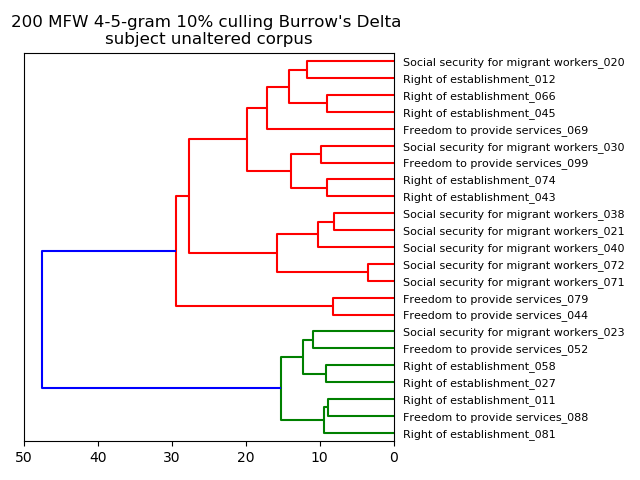 200 MFW 4-5-gram 10% culling Burrow's Delta
subject unaltered corpus
Social security for migrant workers_020
Right of establishment_012
Right of establishment_066
Right of establishment_045
Freedom to provide services_069
Social security for migrant workers_030
Freedom to provide services_099
Right of establishment_074
Right of establishment_043
Social security for migrant workers_038
Social security for migrant workers_021
Social security for migrant workers_040
Social security for migrant workers_072
Social security for migrant workers_071
Freedom to provide services_079
Freedom to provide services_044
Social security for migrant workers_023
Freedom to provide services_052
Right of establishment_058
Right of establishment_027
Right of establishment_011
Freedom to provide services_088
Right of establishment_081
50 40 30 20 10 0